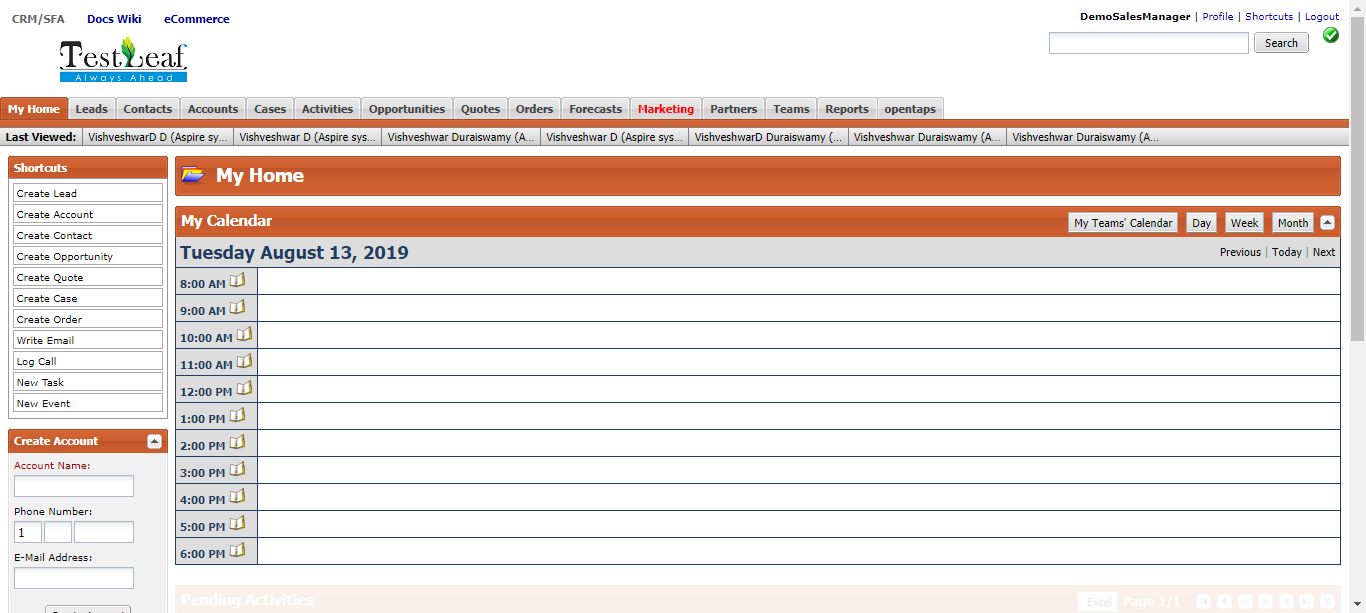 CRM/SFA Docs Wiki eCommerce
DemoSalesManager | Profile | Shortcuts | Logout
Search
TestLeaf
Always Ahead
My Home Leads Contacts Accounts Cases Activities Opportunities Quotes Orders Forecasts Marketing Partners Teams Reports opentaps
Last Viewed: VishveshwarD D (Aspire sy... Vishveshwar D (Aspire sys... Vishveshwar Duraiswamy (A... Vishveshwar D (Aspire sys... VishveshwarD Duraiswamy (... Vishveshwar Duraiswamy (A... Vishveshwar Duraiswamy (A...
Shortcuts
Create Lead
Create Account
Create Contact
Create Opportunity
Create Quote
Create Case
Create Order
Write Email
Log Call
New Task
New Event
Create Account
Account Name:
Phone Number:
1
E-Mail Address:
My Home
My Calendar My Teams' Calendar Day Week Month
Tuesday August 13, 2019 Previous | Today | Next
8:00 AM
9:00 AM
10:00 AM
11:00 AM
12:00 PM
1:00 PM
2:00 PM
3:00 PM
4:00 PM
5:00 PM
6:00 PM
Pending Activities Excel Page 1/1